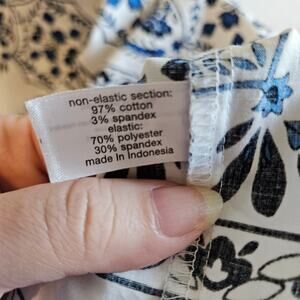 non-elastic section:
97% cotton
3% spandex
elastic:
70% polyester
30% spandex
made in Indonesia